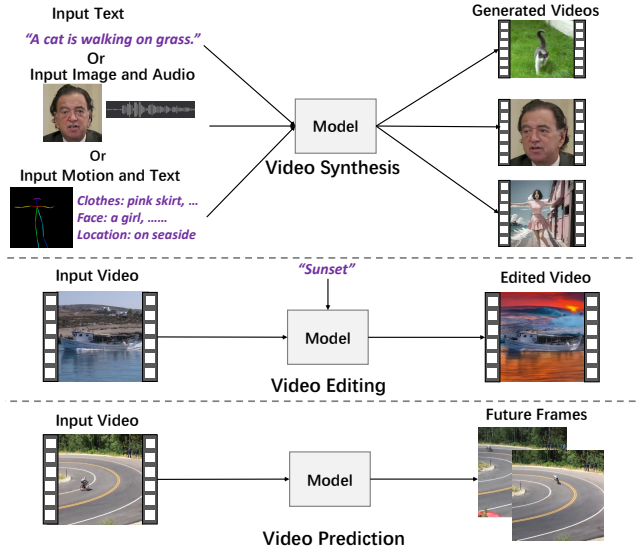 Input Text
Generated Videos
“A cat is walking on grass.”
Or
Input Image and Audio
Model
Video Synthesis
Or
Input Motion and Text
Clothes: pink skirt, ...
Face: a girl, ......
Location: on seaside
Input Video
“Sunset”
Edited Video
Model
Video Editing
Input Video
Future Frames
Model
Video Prediction